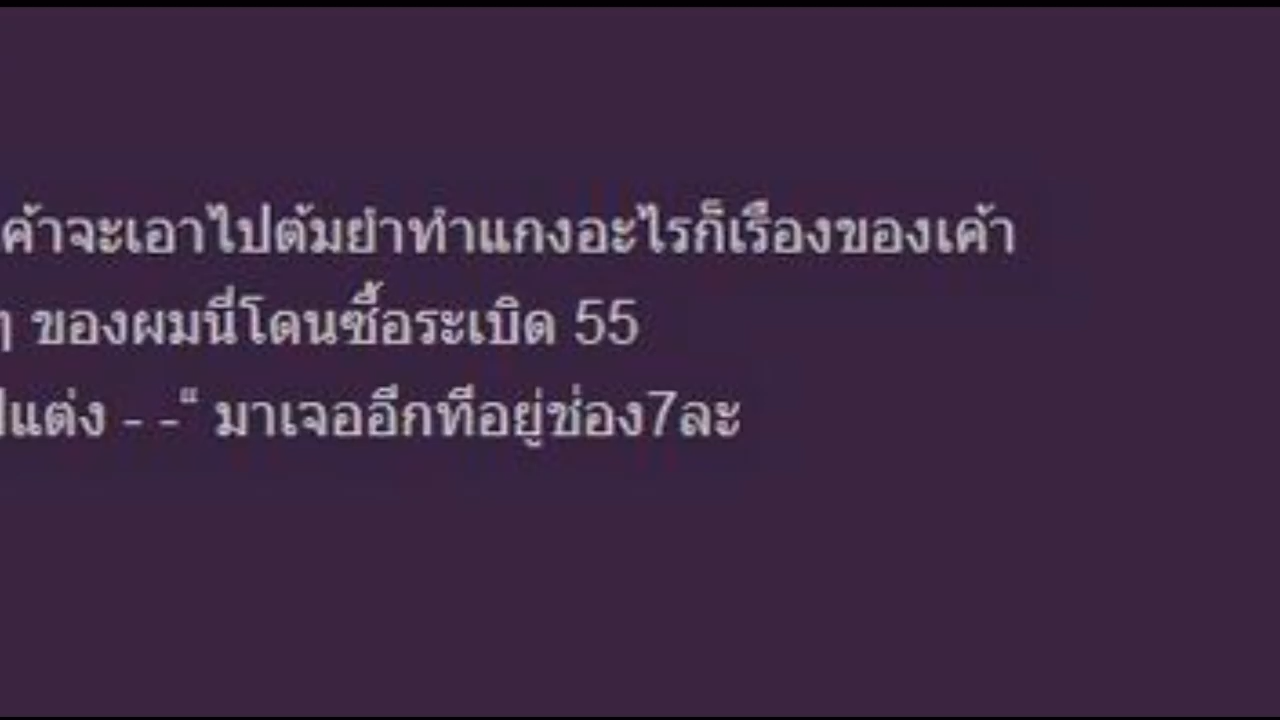 ค้าจะเอาไปต้มยำทำแกงอะไรก็เรื่องของเค้า
ๆ ของผมนี่โดนซื้อระเบิด 55
แต่ง - -“ มาเจออีกทีอยู่ช่อง7ละ